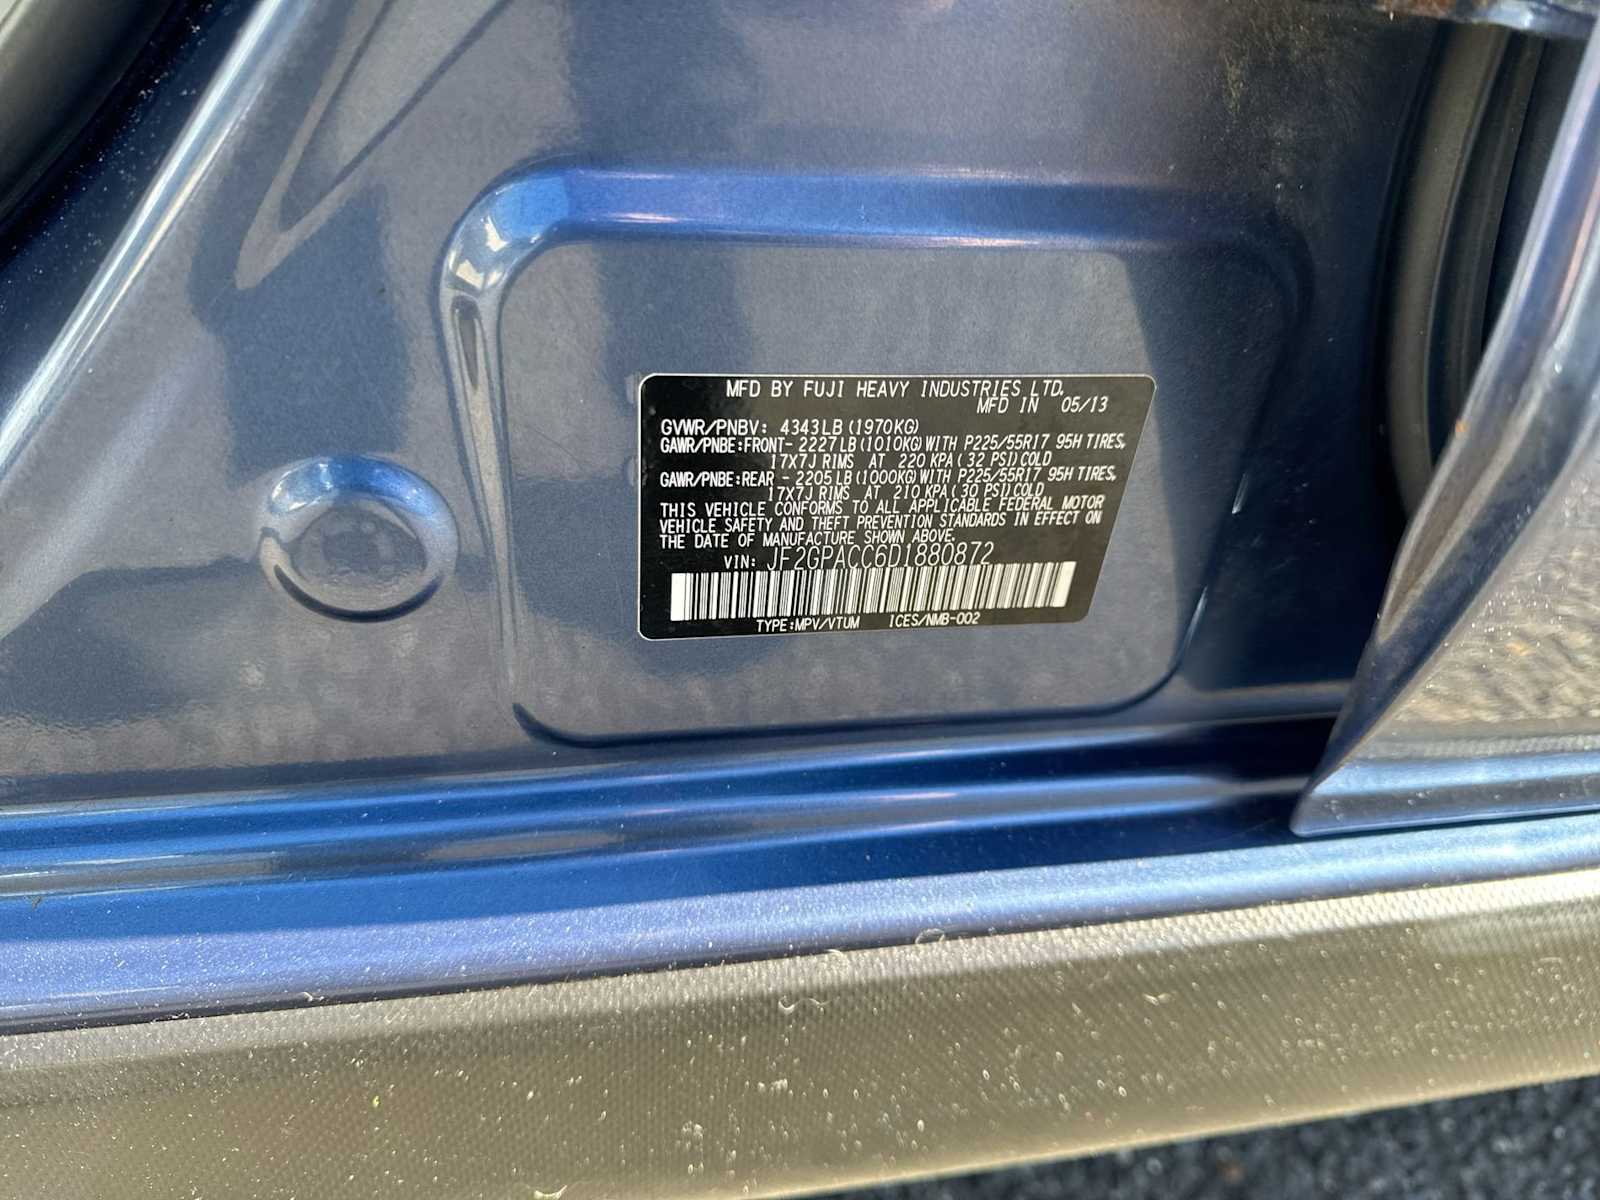 MFD BY FUJI HEAVY INDUSTRIES LTD.
MFD IN 05/13
GVWR/PNBV: 4343LB(1970KG)
GAWR/PNBE:FRONT- 2227LB(1010KG)WITH P225/55R17 95H TIRES,
17X7J RIMS AT 220 KPA(32 PSI)COLD
GAWR/PNBE:REAR - 2205LB(1000KG)WITH P225/55R17 95H TIRES,
17X7J RIMS AT 210 KPA(30 PSI)COLD
THIS VEHICLE CONFORMS TO ALL APPLICABLE FEDERAL MOTOR
VEHICLE SAFETY AND THEFT PREVENTION STANDARDS IN EFFECT ON
THE DATE OF MANUFACTURE SHOWN ABOVE.
VIN: JF2GPACC6D1880872
TYPE:MPV/VTUM ICES/NMB-002